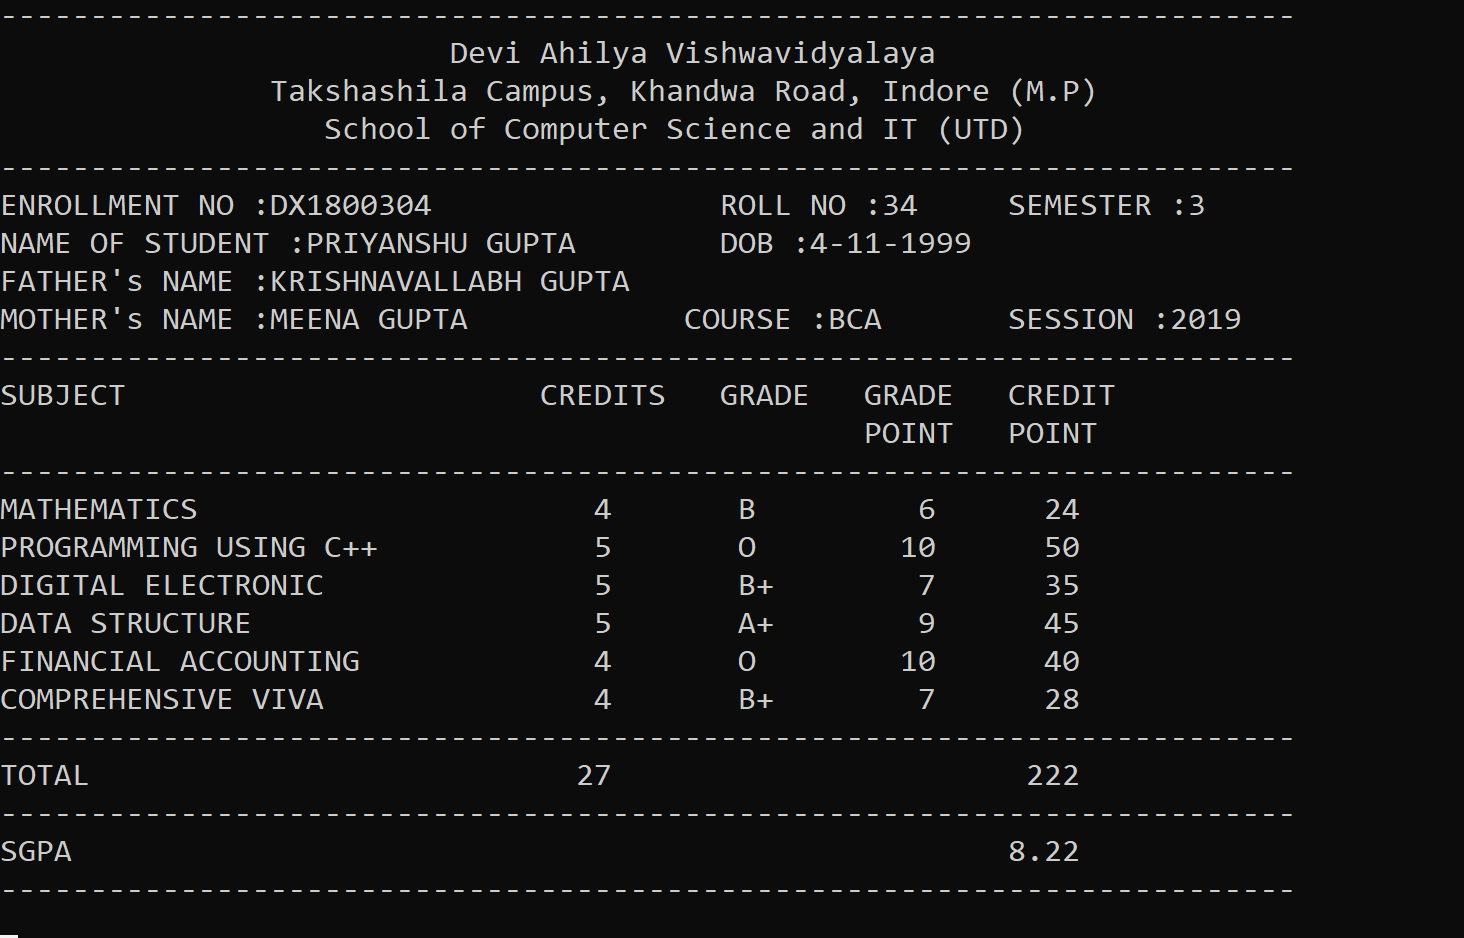 ------------------------------------------------------------------------
Devi Ahilya Vishwavidyalaya
Takshashila Campus, Khandwa Road, Indore (M.P)
School of Computer Science and IT (UTD)
------------------------------------------------------------------------
ENROLLMENT NO :DX1800304 ROLL NO :34 SEMESTER :3
NAME OF STUDENT :PRIYANSHU GUPTA DOB :4-11-1999
FATHER's NAME :KRISHNAVALLABH GUPTA
MOTHER's NAME :MEENA GUPTA COURSE :BCA SESSION :2019
------------------------------------------------------------------------
SUBJECT CREDITS GRADE GRADE CREDIT
POINT POINT
------------------------------------------------------------------------
MATHEMATICS 4 B 6 24
PROGRAMMING USING C++ 5 O 10 50
DIGITAL ELECTRONIC 5 B+ 7 35
DATA STRUCTURE 5 A+ 9 45
FINANCIAL ACCOUNTING 4 O 10 40
COMPREHENSIVE VIVA 4 B+ 7 28
------------------------------------------------------------------------
TOTAL 27 222
------------------------------------------------------------------------
SGPA 8.22
------------------------------------------------------------------------